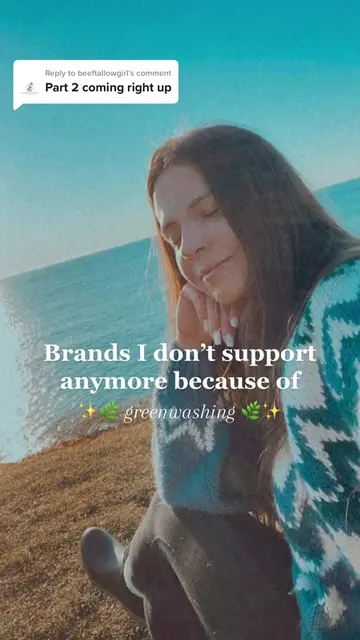 Reply to beeftallowgirl's comment
Part 2 coming right up
Brands I don't support
anymore because of
✨🌿 greenwashing 🌿✨